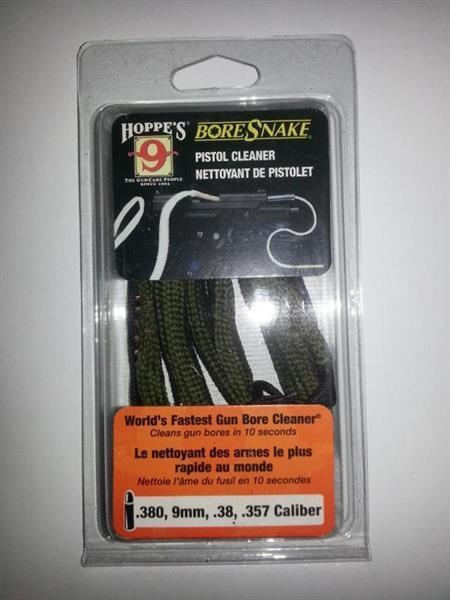 HOPPE'S
9
THE GUNCARE PEOPLE
SINCE 1903
BORESNAKE®
PISTOL CLEANER
NETTOYANT DE PISTOLET
World's Fastest Gun Bore Cleaner®
Cleans gun bores in 10 seconds
Le nettoyant des armes le plus
rapide au monde
Nettoie l'âme du fusil en 10 secondes
.380, 9mm, .38, .357 Caliber